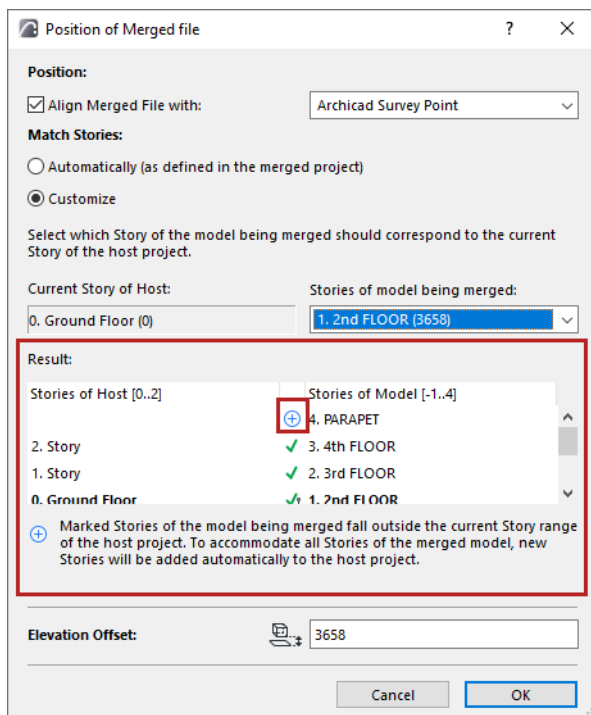 Position of Merged file
Position:
Align Merged File with:
Archicad Survey Point
Match Stories:
Automatically (as defined in the merged project)
Customize
Select which Story of the model being merged should correspond to the current
Story of the host project.
Current Story of Host:
Stories of model being merged:
0. Ground Floor (0)
1. 2nd FLOOR (3658)
Result:
Stories of Host [0..2]
Stories of Model [-1..4]
4. PARAPET
2. Story
3. 4th FLOOR
1. Story
2. 3rd FLOOR
0. Ground Floor
1. 2nd FLOOR
Marked Stories of the model being merged fall outside the current Story range
of the host project. To accommodate all Stories of the merged model, new
Stories will be added automatically to the host project.
Elevation Offset:
3658
Cancel
OK